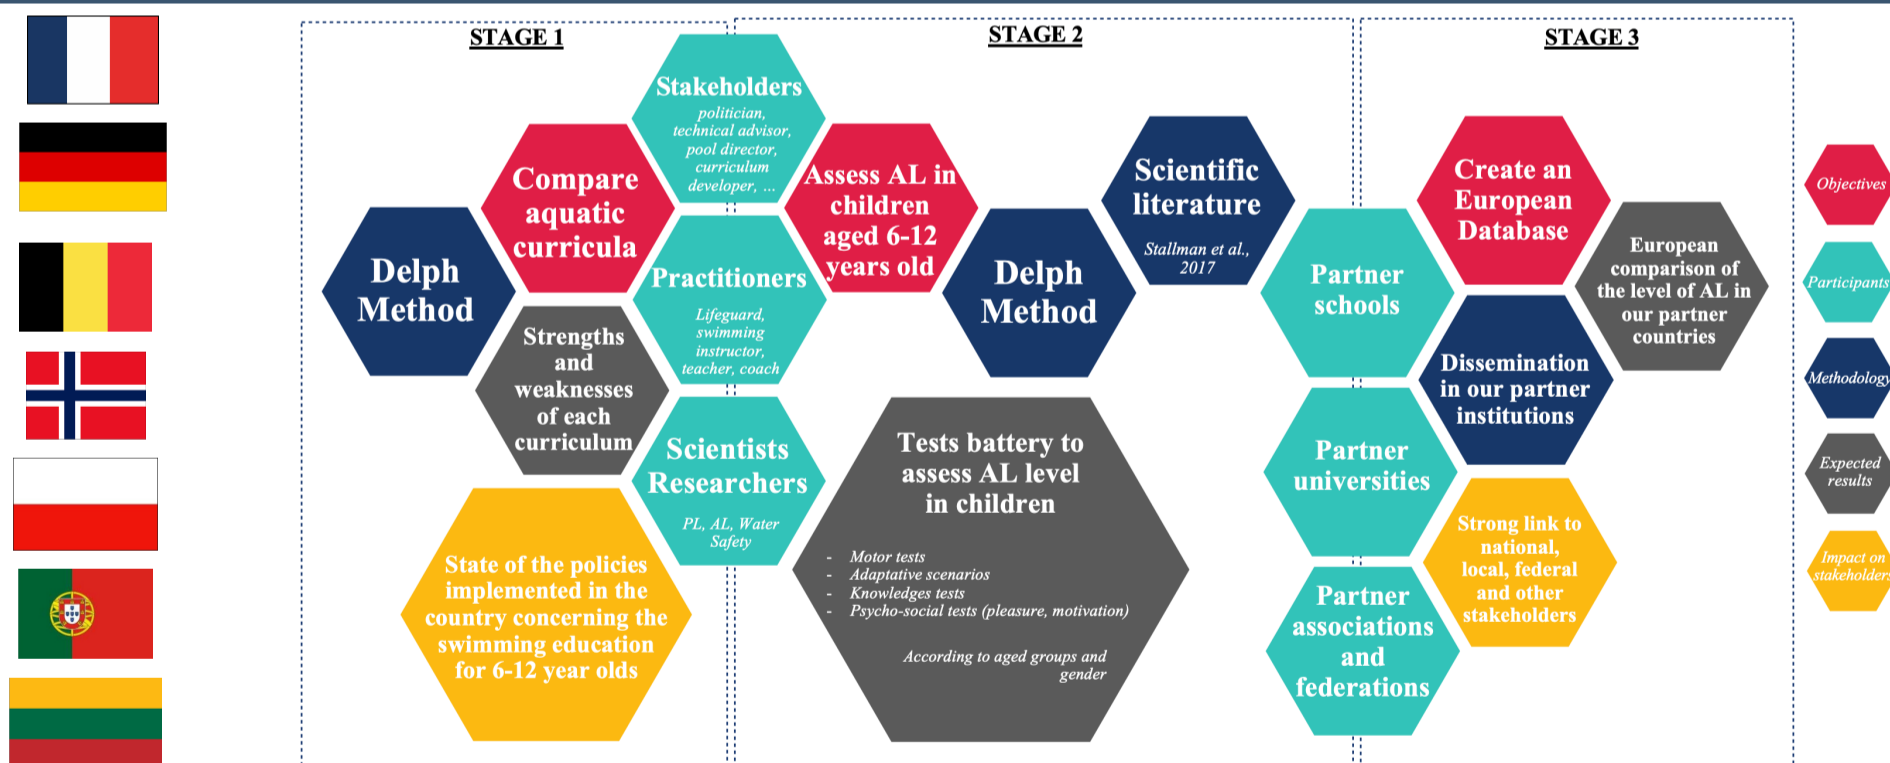 STAGE 1
STAGE 2
STAGE 3
Delph
Method
Compare
aquatic
curricula
Strengths
and
weaknesses
of each
curriculum
State of the policies
implemented in the
country concerning the
swimming education
for 6-12 year olds
Stakeholders
politician,
technical advisor,
pool director,
curriculum
developer, ...
Practitioners
Lifeguard,
swimming
instructor,
teacher, coach
Scientists
Researchers
PL, AL, Water
Safety
Assess AL in
children
aged 6-12
years old
Delph
Method
Scientific
literature
Stallman et al.,
2017
Tests battery to
assess AL level
in children
- Motor tests
- Adaptative scenarios
- Knowledges tests
- Psycho-social tests (pleasure, motivation)
According to aged groups and
gender
Partner
schools
Partner
universities
Partner
associations
and
federations
Create an
European
Database
European
comparison of
the level of AL in
our partner
countries
Dissemination
in our partner
institutions
Strong link to
national,
local, federal
and other
stakeholders
Objectives
Participants
Methodology
Expected
results
Impact on
stakeholders